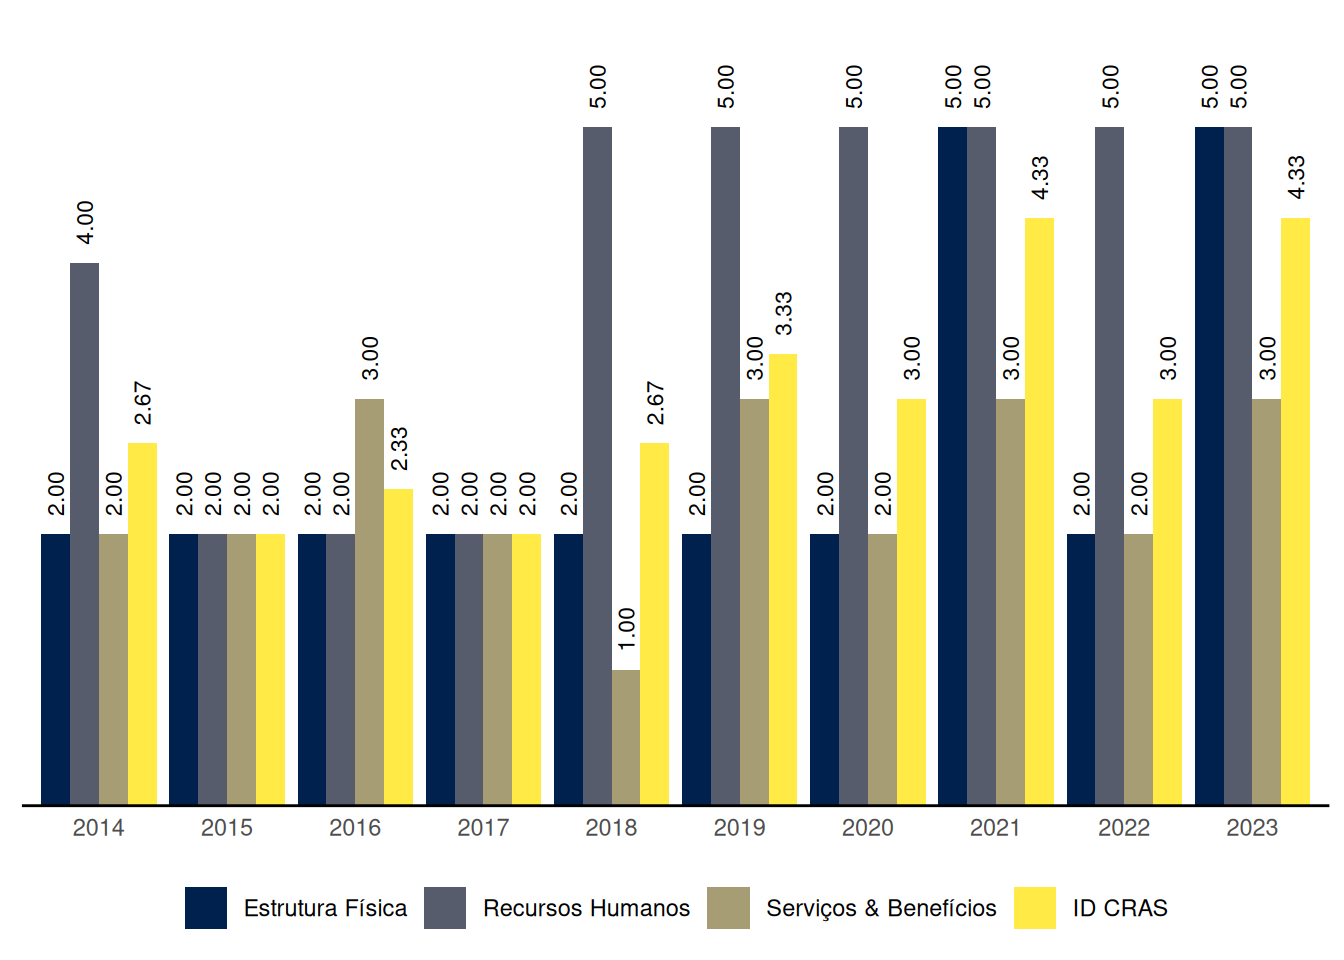 5.00 5.00 5.00 5.00 5.00 5.00 5.00 5.00
4.33 4.33
4.00
3.33
3.00 3.00 3.00 3.00 3.00 3.00
2.67 2.67
2.33
2.00 2.00 2.00 2.00 2.00 2.00 2.00 2.00 2.00 2.00 2.00 2.00 2.00 2.00 2.00 2.00 2.00 2.00
1.00
2014 2015 2016 2017 2018 2019 2020 2021 2022 2023
Estrutura Física Recursos Humanos Serviços & Benefícios ID CRAS